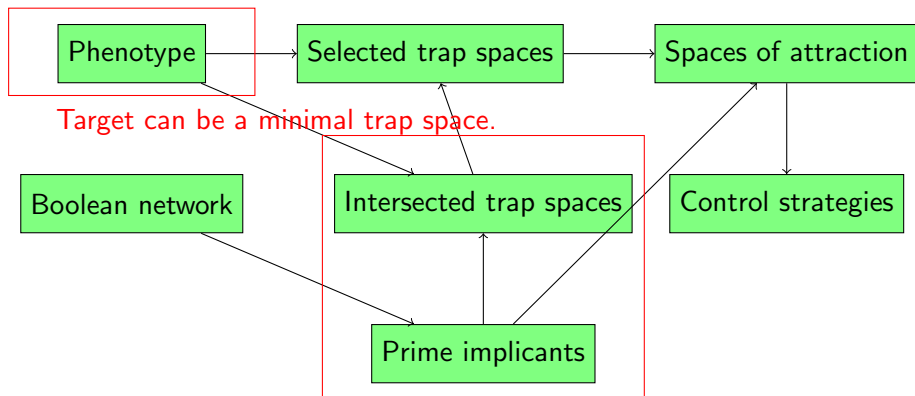 Phenotype
Selected trap spaces
Spaces of attraction
Target can be a minimal trap space.
Boolean network
Intersected trap spaces
Control strategies
Prime implicants